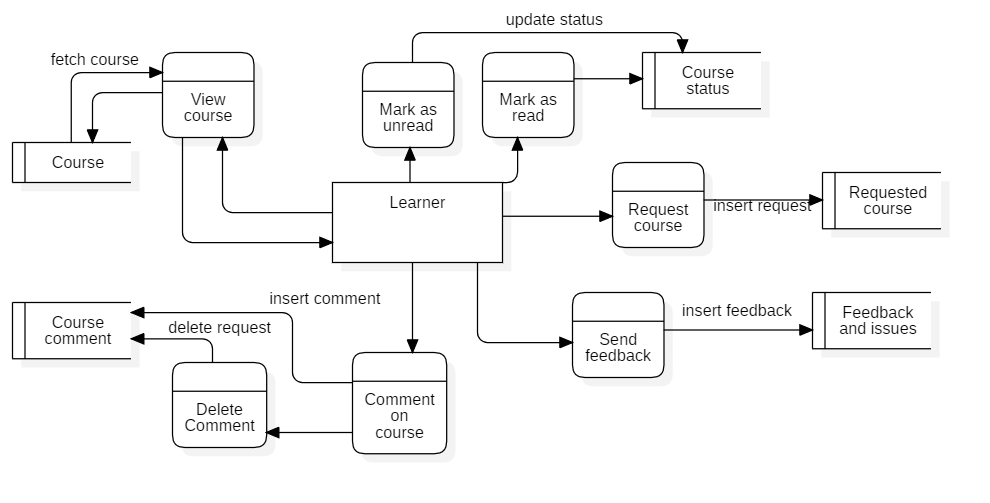 update status
fetch course
View
course
Mark as
unread
Mark as
read
Course
status
Course
Learner
Request
course
insert request
Requested
course
insert comment
Course
comment
delete request
insert feedback
Send
feedback
Feedback
and issues
Delete
Comment
Comment
on
course